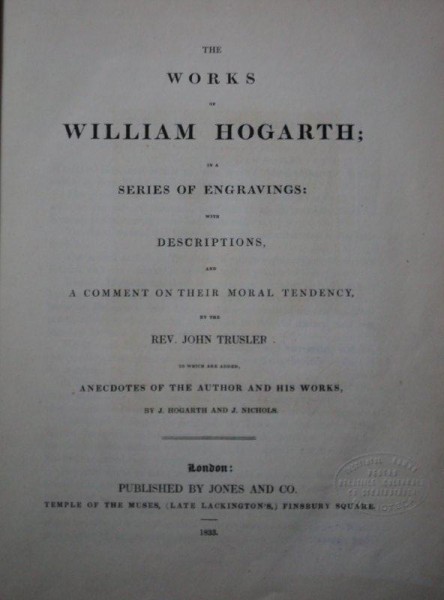 THE
WORKS
OF
WILLIAM HOGARTH;
IN A
SERIES OF ENGRAVINGS:
WITH
DESCRIPTIONS,
AND
A COMMENT ON THEIR MORAL TENDENCY,
BY THE
REV. JOHN TRUSLER.
TO WHICH ARE ADDED,
ANECDOTES OF THE AUTHOR AND HIS WORKS,
BY J. HOGARTH AND J. NICHOLS.
London:
PUBLISHED BY JONES AND CO.
TEMPLE OF THE MUSES, (LATE LACKINGTON'S,) FINSBURY SQUARE.
1833.